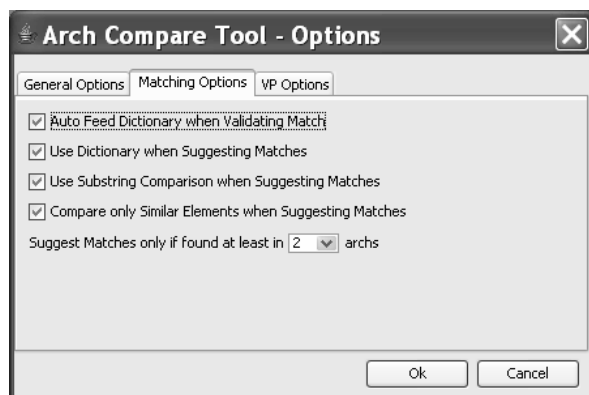 Arch Compare Tool - Options
General Options Matching Options VP Options
Auto Feed Dictionary when Validating Match
Use Dictionary when Suggesting Matches
Use Substring Comparison when Suggesting Matches
Compare only Similar Elements when Suggesting Matches
Suggest Matches only if found at least in 2 archs
Ok Cancel